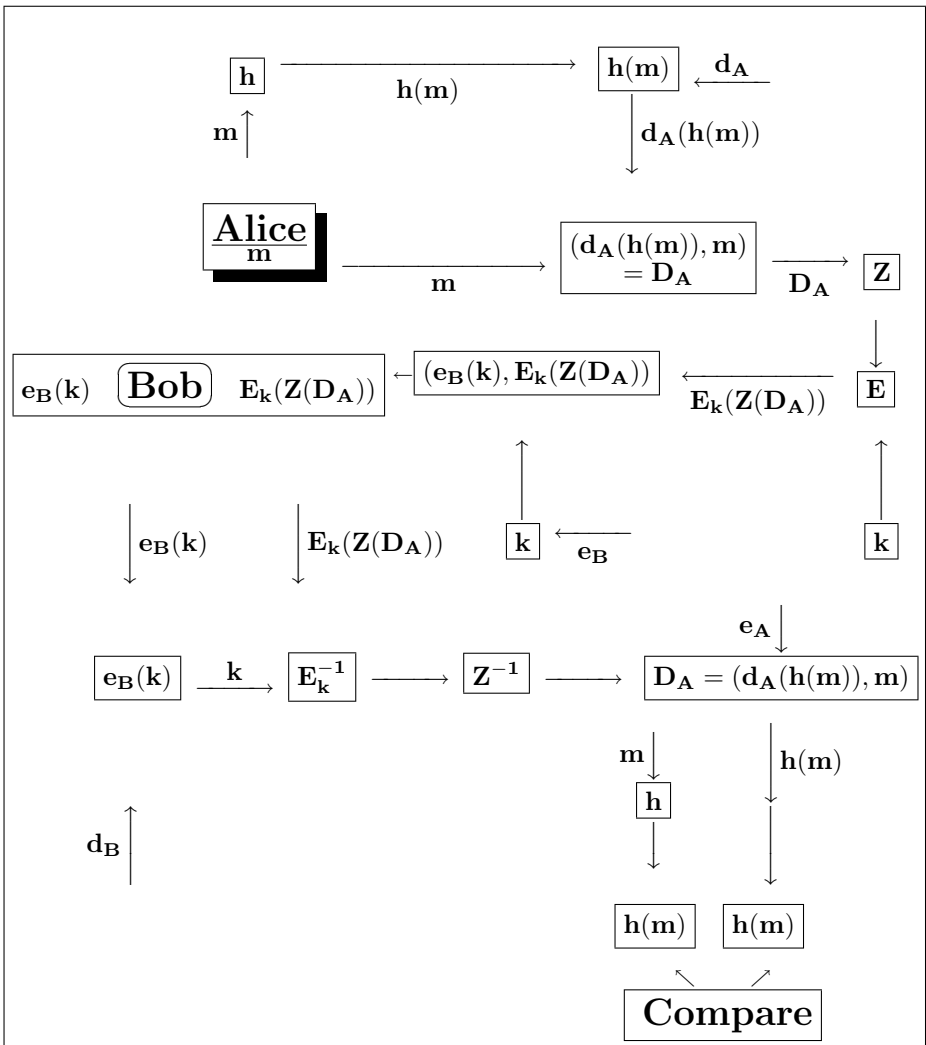 h
h(m)
h(m)
d_A
m
d_A(h(m))
Alice
m
m
(d_A(h(m)), m)
= D_A
D_A
Z
e_B(k) Bob E_k(Z(D_A))
(e_B(k), E_k(Z(D_A)))
E_k(Z(D_A))
E
e_B(k)
E_k(Z(D_A))
k
e_B
k
e_A
e_B(k)
k
E_k^{-1}
Z^{-1}
D_A = (d_A(h(m)), m)
m
h(m)
h
d_B
h(m)
h(m)
Compare